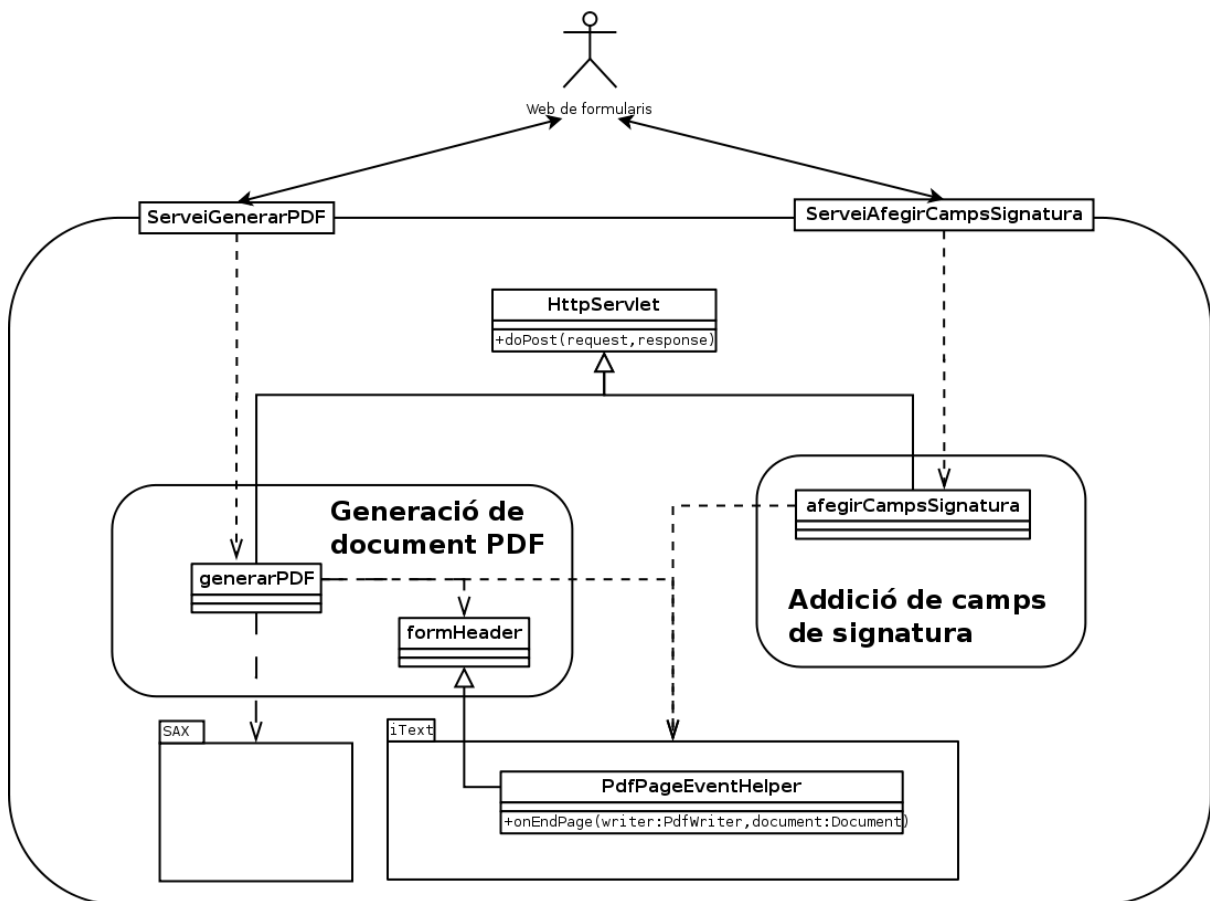 Web de formularis
ServeiGenerarPDF
ServeiAfegirCampsSignatura
HttpServlet
+doPost(request,response)
Generació de
document PDF
afegirCampsSignatura
generarPDF
formHeader
Addició de camps
de signatura
SAX
iText
PdfPageEventHelper
+onEndPage(writer:PdfWriter,document:Document)